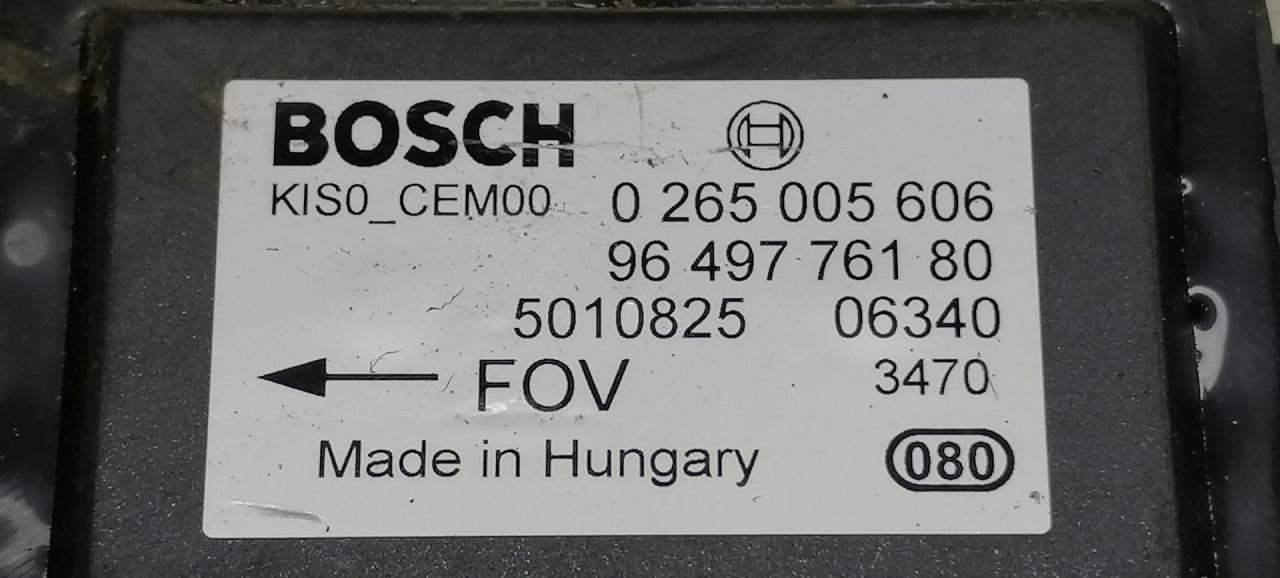 BOSCH
KIS0_CEM00 0 265 005 606
96 497 761 80
5010825 06340
FOV 3470
Made in Hungary 080